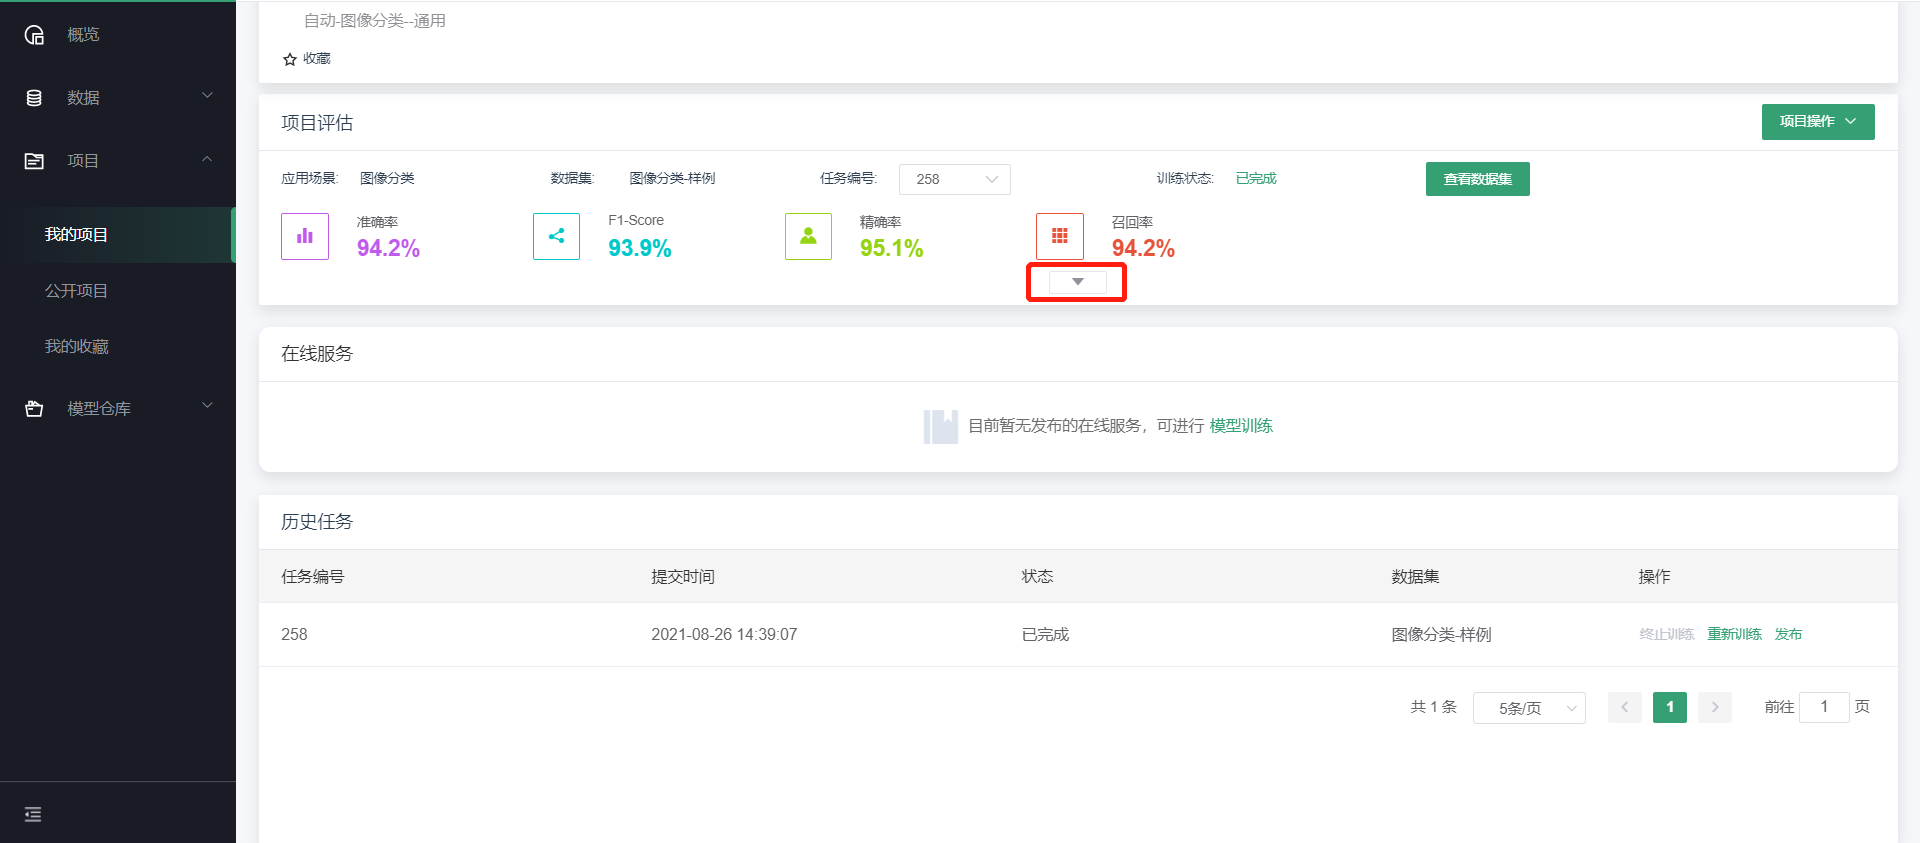 概览
数据
项目
我的项目
公开项目
我的收藏
模型仓库
自动-图像分类--通用
收藏
项目评估
项目操作
应用场景: 图像分类 数据集: 图像分类-样例 任务编号: 258 训练状态: 已完成 查看数据集
准确率 F1-Score 精确率 召回率
94.2% 93.9% 95.1% 94.2%
在线服务
目前暂无发布的在线服务，可进行 模型训练
历史任务
任务编号 提交时间 状态 数据集 操作
258 2021-08-26 14:39:07 已完成 图像分类-样例 终止训练 重新训练 发布
共 1 条 5条/页 1 前往 1 页